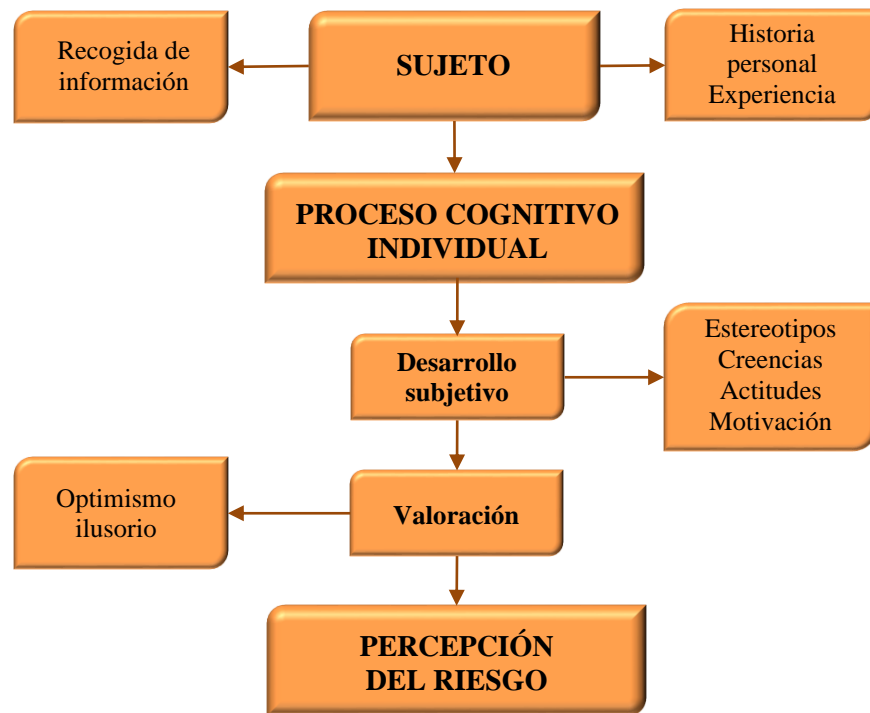 Recogida de
información
SUJETO
Historia
personal
Experiencia
PROCESO COGNITIVO
INDIVIDUAL
Desarrollo
subjetivo
Estereotipos
Creencias
Actitudes
Motivación
Optimismo
ilusorio
Valoración
PERCEPCIÓN
DEL RIESGO